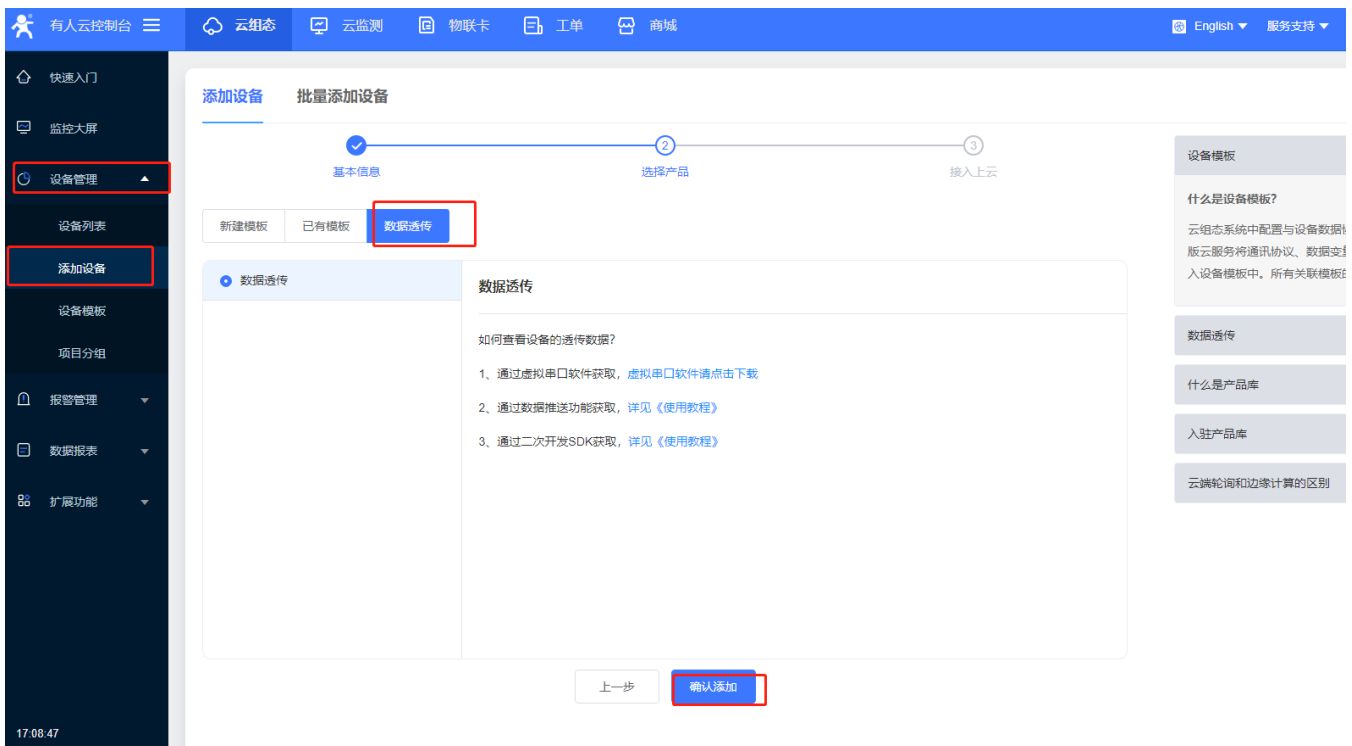 有人云控制台
云组态
云监测
物联卡
工单
商城
English
服务支持
快速入门
监控大屏
设备管理
设备列表
添加设备
设备模板
项目分组
报警管理
数据报表
扩展功能
17:08:47
添加设备
批量添加设备
2
3
基本信息
选择产品
接入上云
新建模板
已有模板
数据透传
数据透传
数据透传
如何查看设备的透传数据?
1、通过虚拟串口软件获取，虚拟串口软件请点击下载
2、通过数据推送功能获取，详见《使用教程》
3、通过二次开发SDK获取，详见《使用教程》
上一步
确认添加
设备模板
什么是设备模板?
云组态系统中配置与设备数据
版云服务将通讯协议、数据变
入设备模板中。所有关联模板
数据透传
什么是产品库
入驻产品库
云端轮询和边缘计算的区别